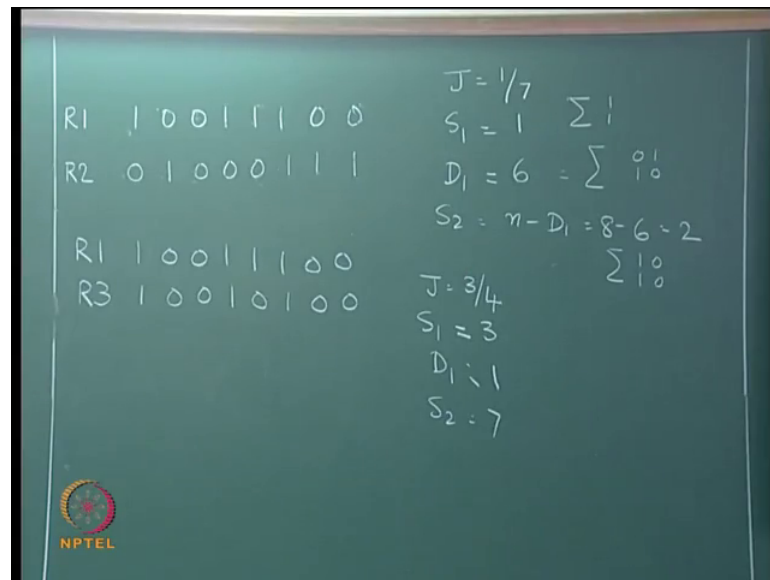 R1 1 0 0 1 1 1 0 0
R2 0 1 0 0 0 1 1 1
J = 1/7
S₁ = 1 ∑ 1 1
D₁ = 6 = ∑ 0 1 1 0
S₂ = n - D₁ = 8 - 6 = 2
∑ 1 0 1 0
R1 1 0 0 1 1 1 0 0
R3 1 0 0 1 0 1 0 0
J = 3/4
S₁ = 3
D₁ = 1
S₂ = 7
NPTEL